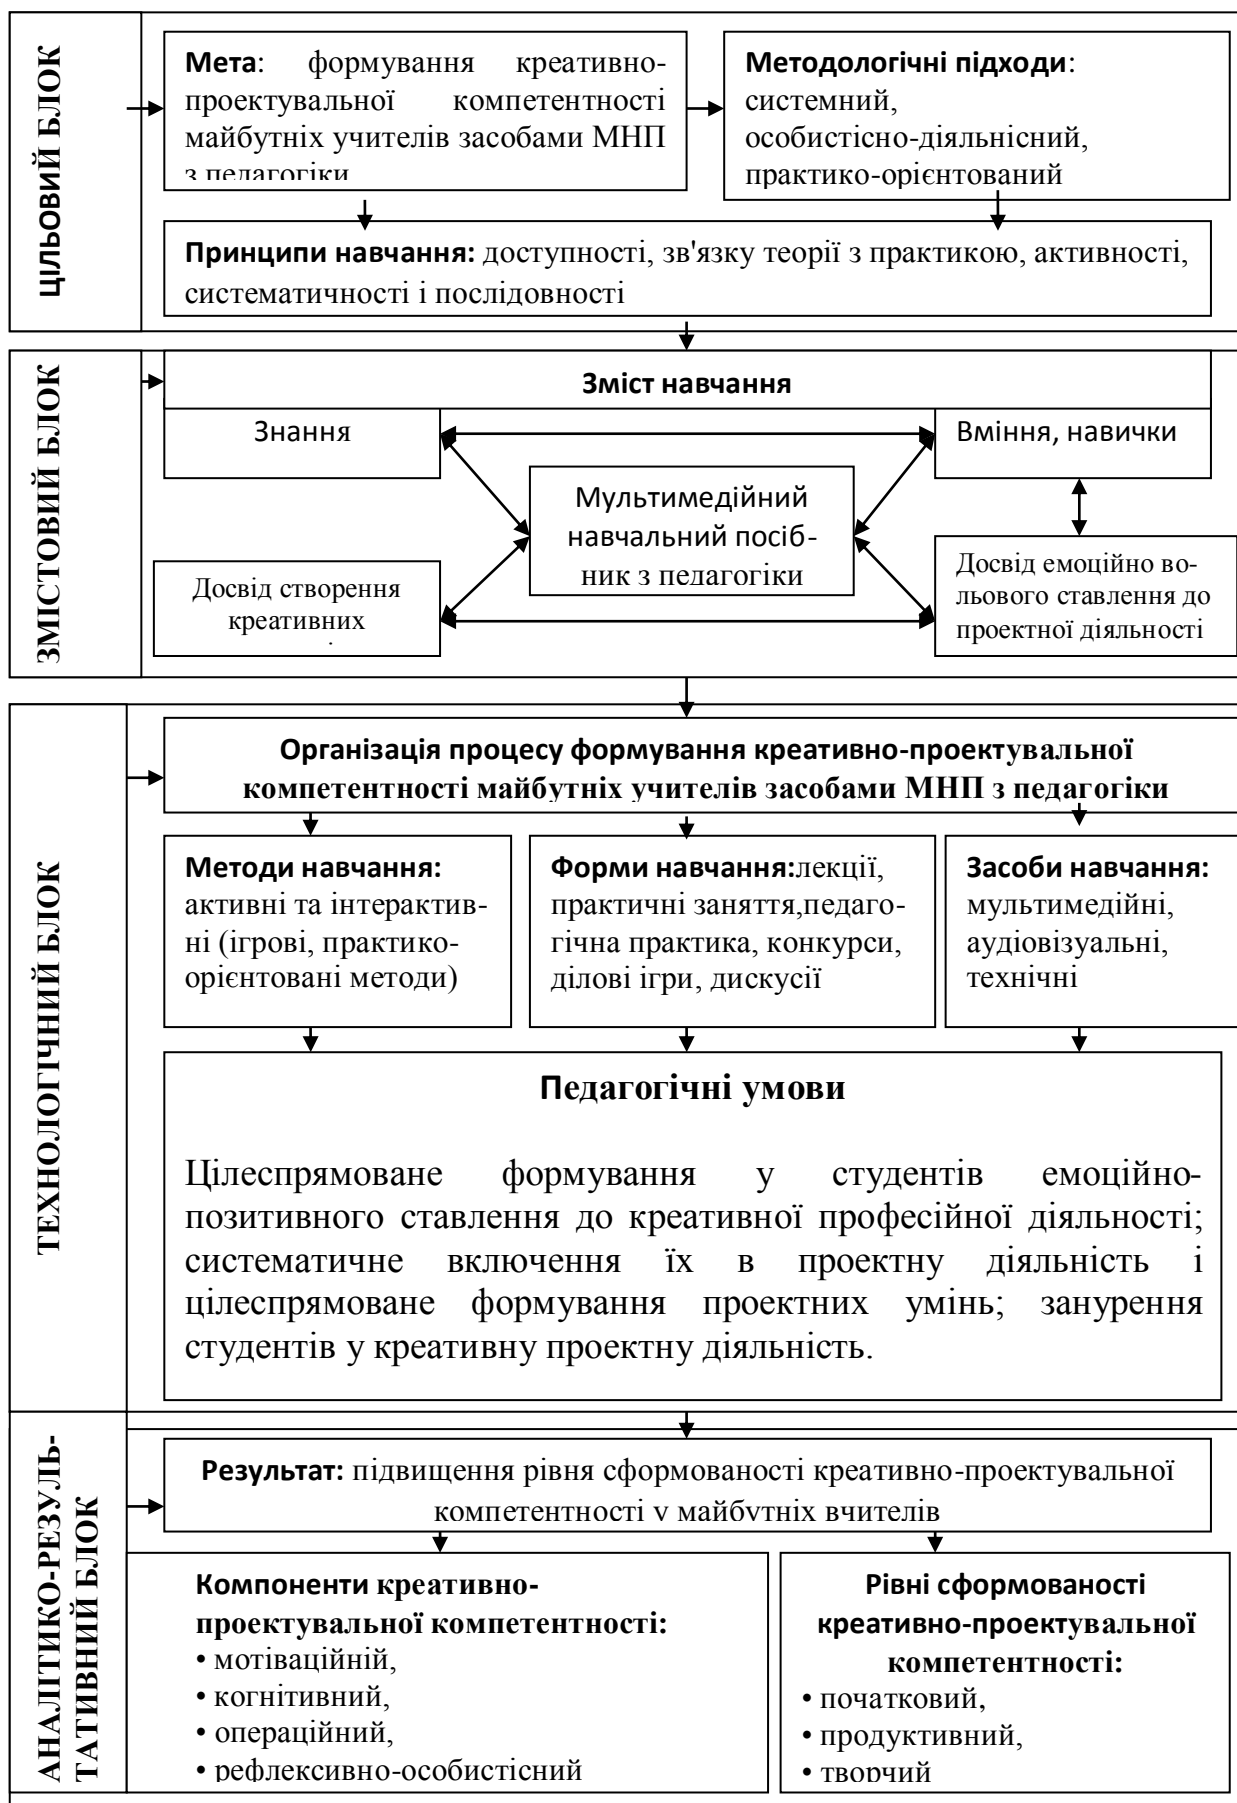 ЦІЛЬОВИЙ БЛОК
Мета: формування креативно-
проектувальної компетентності
майбутніх учителів засобами МНП
з педагогіки
Методологічні підходи:
системний,
особистісно-діяльнісний,
практико-орієнтований
Принципи навчання: доступності, зв'язку теорії з практикою, активності,
систематичності і послідовності
ЗМІСТОВИЙ БЛОК
Зміст навчання
Знання
Вміння, навички
Мультимедійний
навчальний посіб-
ник з педагогіки
Досвід створення
креативних
Досвід емоційно во-
льового ставлення до
проектної діяльності
ТЕХНОЛОГІЧНИЙ БЛОК
Організація процесу формування креативно-проектувальної
компетентності майбутніх учителів засобами МНП з педагогіки
Методи навчання:
активні та інтерактив-
ні (ігрові, практико-
орієнтовані методи)
Форми навчання:лекції,
практичні заняття,педаго-
гічна практика, конкурси,
ділові ігри, дискусії
Засоби навчання:
мультимедійні,
аудіовізуальні,
технічні
Педагогічні умови
Цілеспрямоване формування у студентів емоційно-
позитивного ставлення до креативної професійної діяльності;
систематичне включення їх в проектну діяльність і
цілеспрямоване формування проектних умінь; занурення
студентів у креативну проектну діяльність.
АНАЛІТИКО-РЕЗУЛЬ-
ТАТИВНИЙ БЛОК
Результат: підвищення рівня сформованості креативно-проектувальної
компетентності у майбутніх вчителів
Компоненти креативно-
проектувальної компетентності:
• мотіваційній,
• когнітивний,
• операційний,
• рефлексивно-особистісний
Рівні сформованості
креативно-проектувальної
компетентності:
• початковий,
• продуктивний,
• творчий